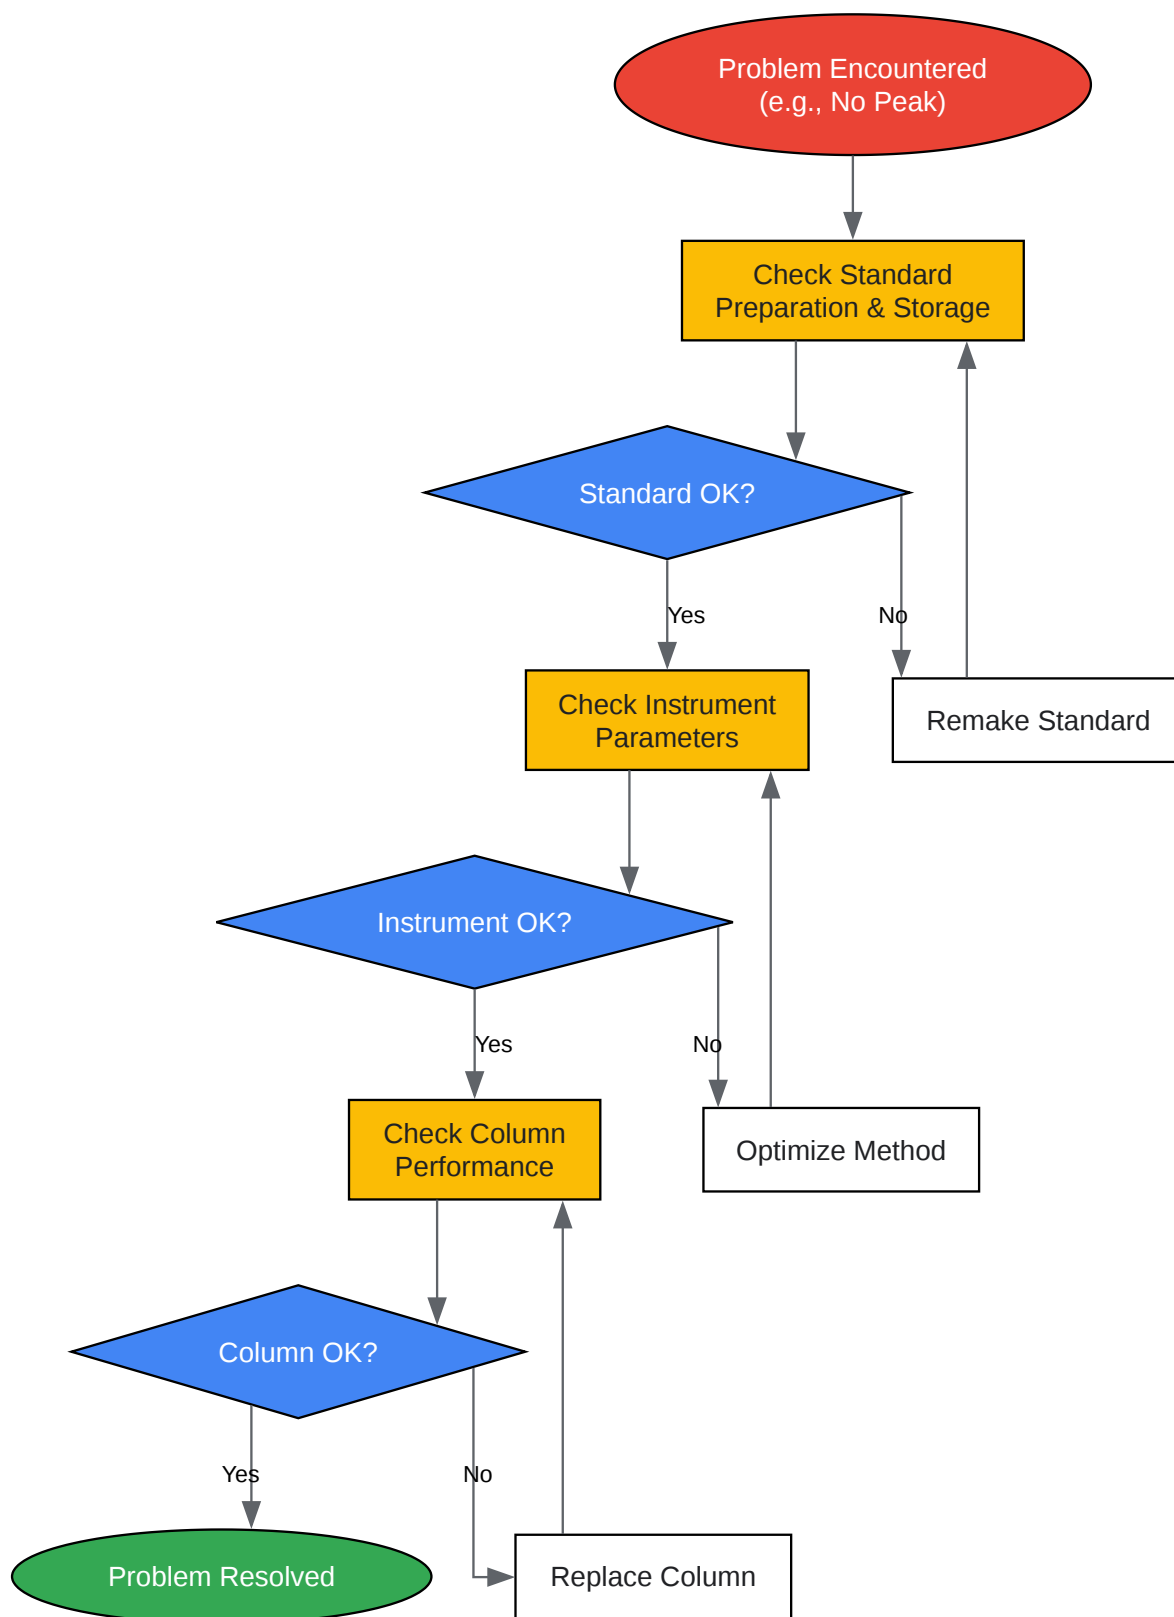 Problem Encountered
(e.g., No Peak)
Check Standard
Preparation & Storage
Standard OK?
Yes
No
Check Instrument
Parameters
Remake Standard
Instrument OK?
Yes
No
Check Column
Performance
Optimize Method
Column OK?
Yes
No
Problem Resolved
Replace Column